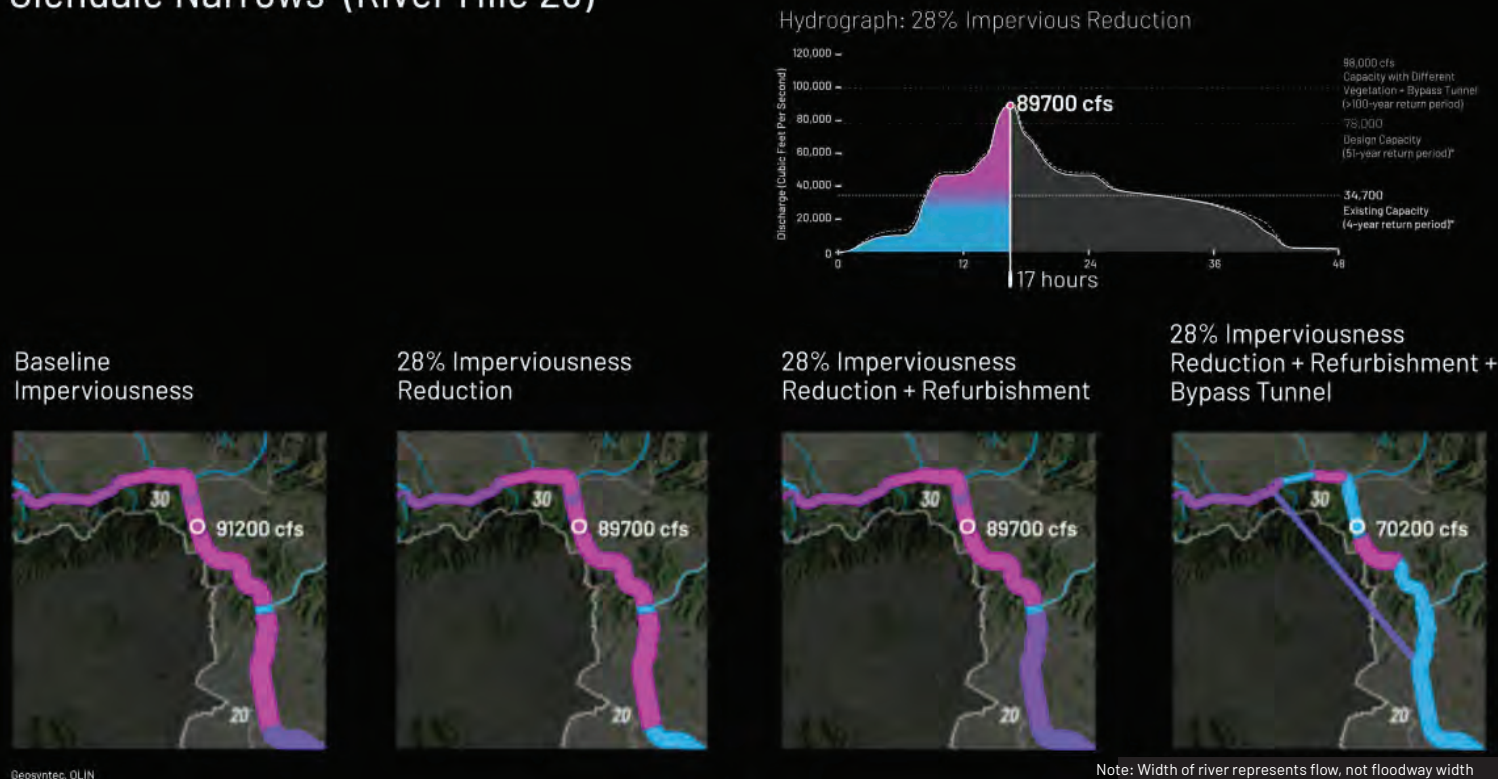 Glendale Narrows (River Mile 28)
Hydrograph: 28% Impervious Reduction
Discharge (Cubic Feet Per Second)
120,000
100,000
80,000
60,000
40,000
20,000
0
0
12
24
36
48
89700 cfs
17 hours
98,000 cfs
Capacity with Different
Vegetation + Bypass Tunnel
(>100-year return period)
78,000
Design Capacity
(51-year return period)*
34,700
Existing Capacity
(4-year return period)*
Baseline
Imperviousness
30
91200 cfs
20
28% Imperviousness
Reduction
30
89700 cfs
20
28% Imperviousness
Reduction + Refurbishment
30
89700 cfs
20
28% Imperviousness
Reduction + Refurbishment +
Bypass Tunnel
30
70200 cfs
20
Geosyntec, OLIN
Note: Width of river represents flow, not floodway width